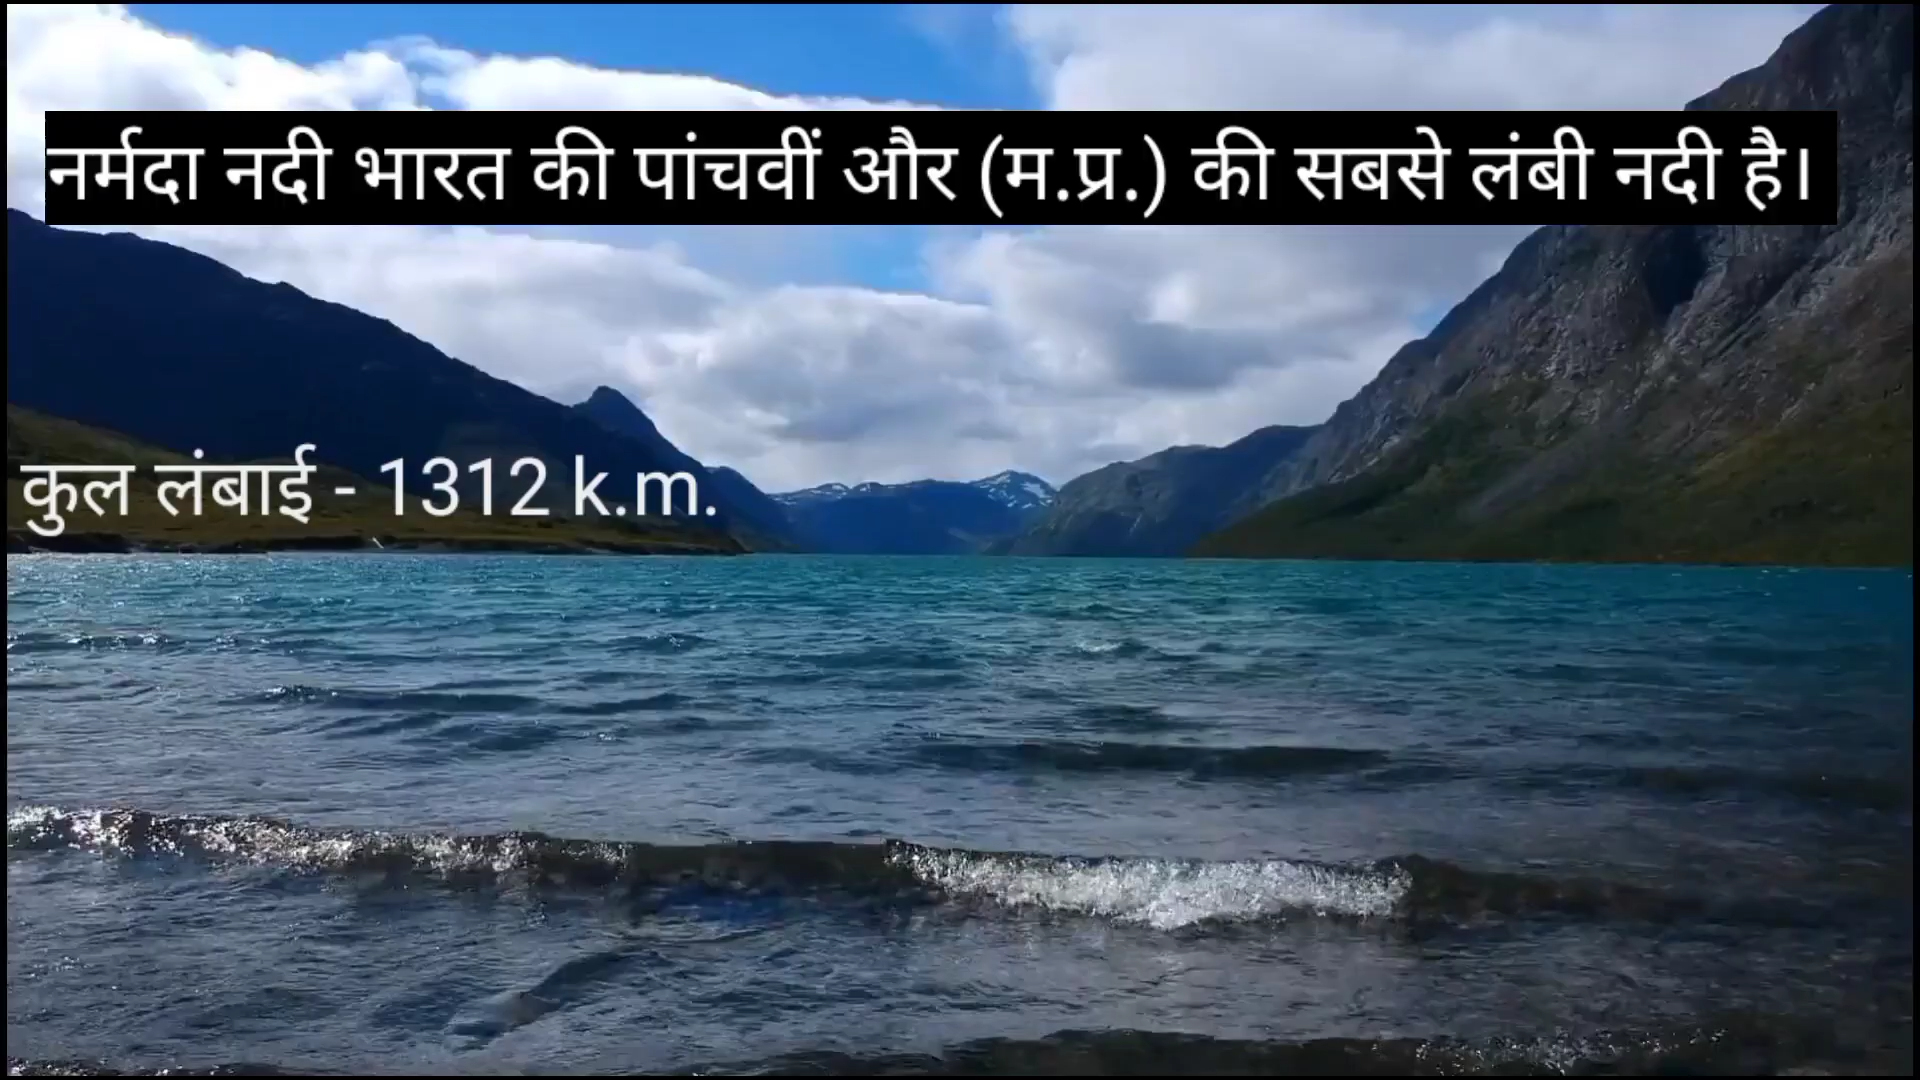 नर्मदा नदी भारत की पांचवीं और (म.प्र.) की सबसे लंबी नदी है।
कुल लंबाई - 1312 k.m.